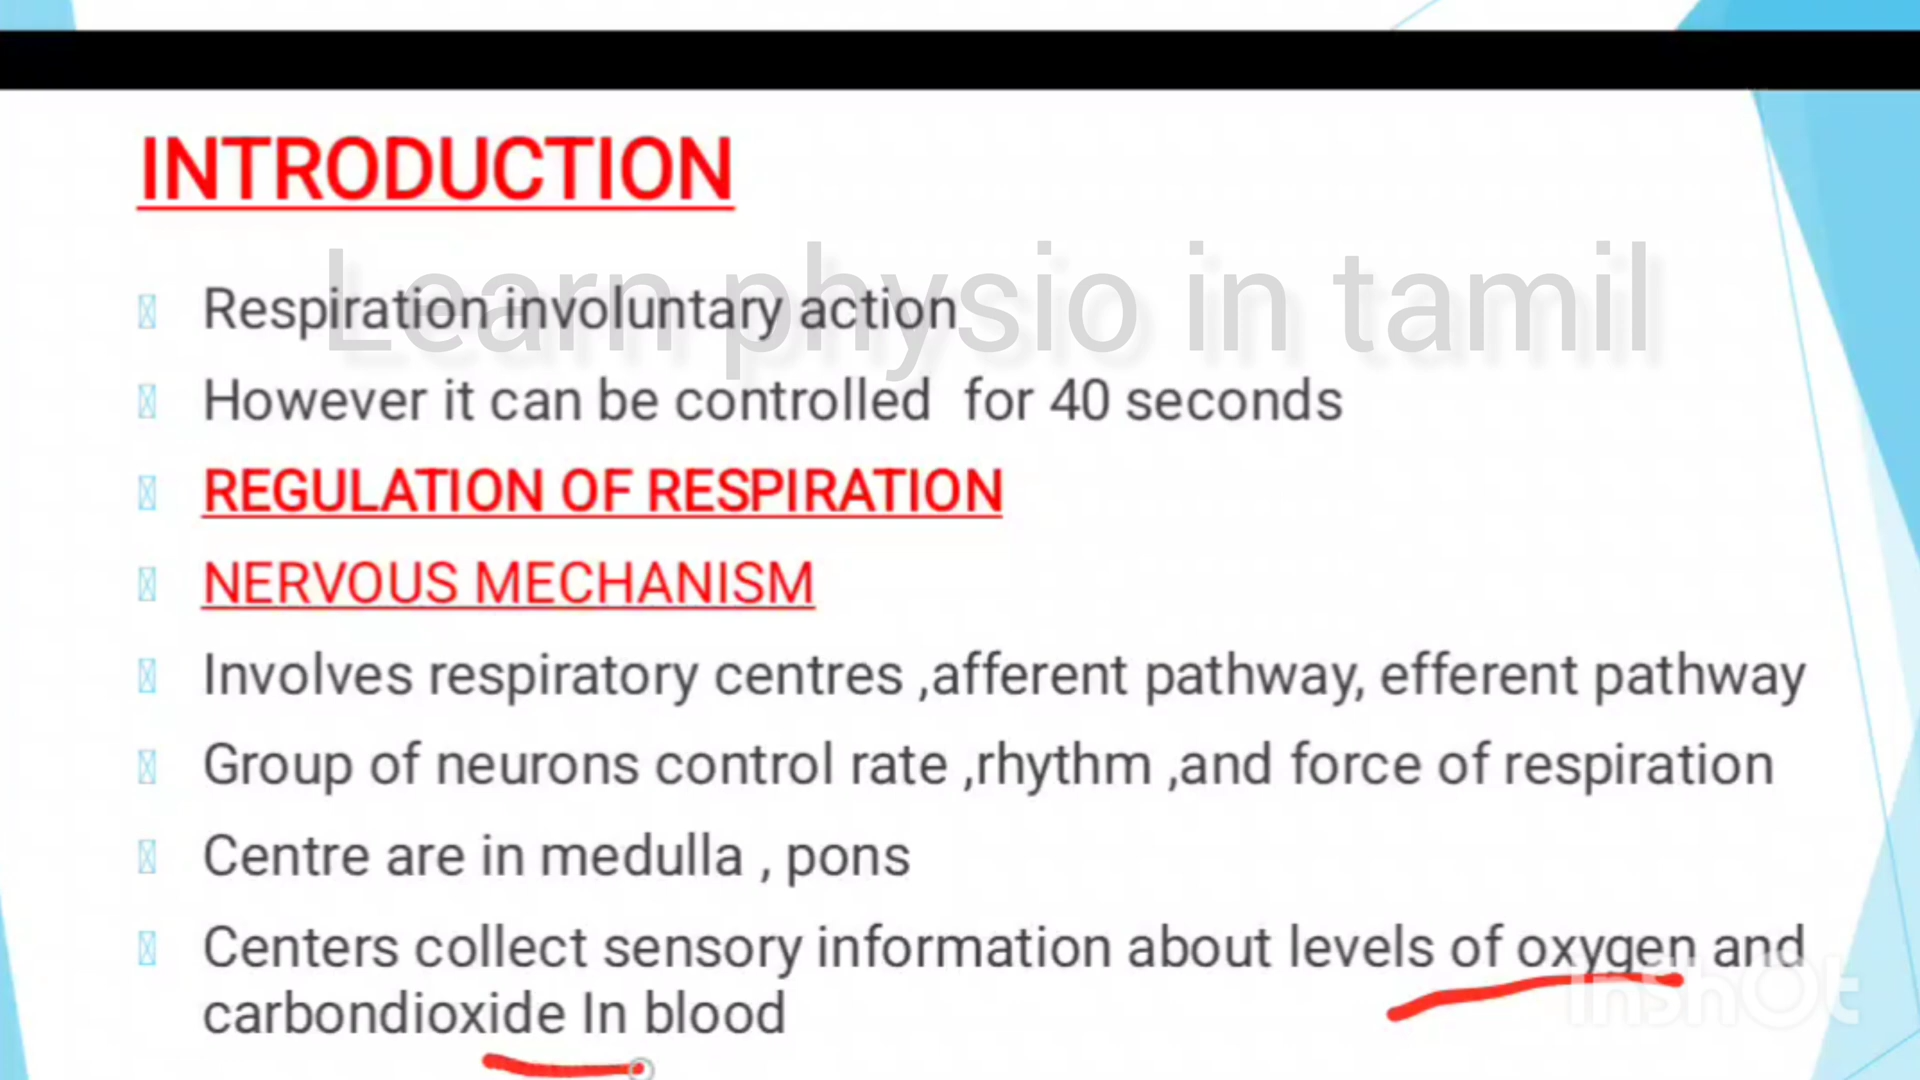 INTRODUCTION
Learn physio in tamil
Respiration involuntary action
However it can be controlled for 40 seconds
REGULATION OF RESPIRATION
NERVOUS MECHANISM
Involves respiratory centres ,afferent pathway, efferent pathway
Group of neurons control rate ,rhythm ,and force of respiration
Centre are in medulla , pons
Centers collect sensory information about levels of oxygen and
carbondioxide In blood
InShOt